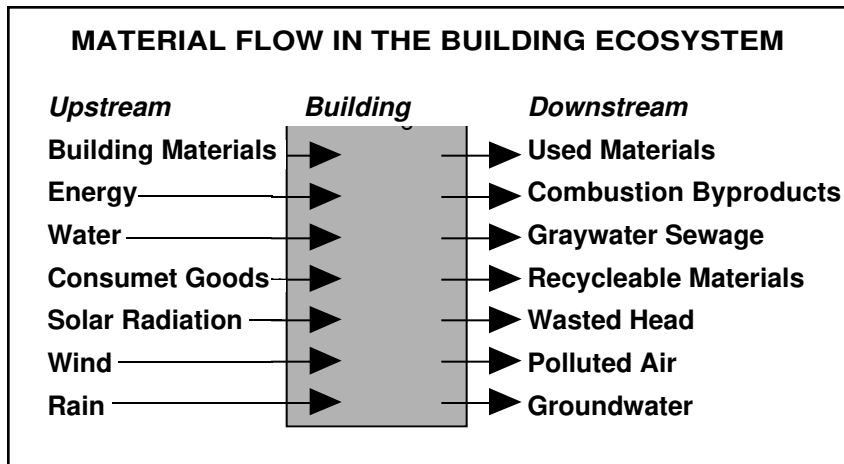 MATERIAL FLOW IN THE BUILDING ECOSYSTEM
Upstream Building Downstream
Building Materials Used Materials
Energy Combustion Byproducts
Water Graywater Sewage
Consumet Goods Recycleable Materials
Solar Radiation Wasted Head
Wind Polluted Air
Rain Groundwater